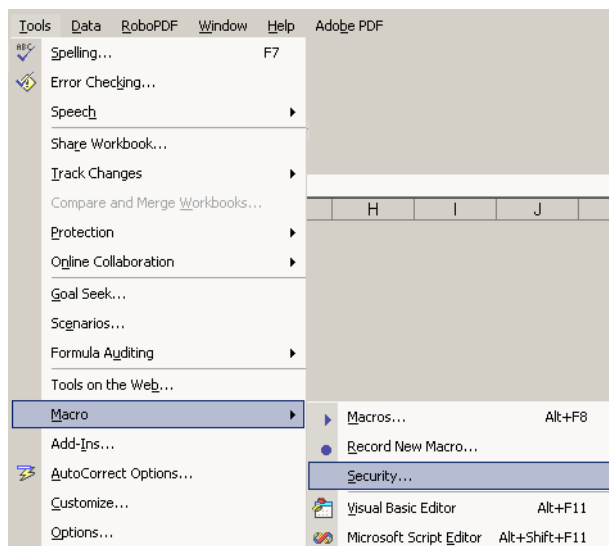 Tools Data RoboPDF Window Help Adobe PDF
ABC Spelling... F7
Error Checking...
Speech
Share Workbook...
Track Changes
Compare and Merge Workbooks...
H I J
Protection
Online Collaboration
Goal Seek...
Scenarios...
Formula Auditing
Tools on the Web...
Macro
Macros... Alt+F8
Add-Ins...
Record New Macro...
AutoCorrect Options...
Security...
Customize...
Visual Basic Editor Alt+F11
Options...
Microsoft Script Editor Alt+Shift+F11